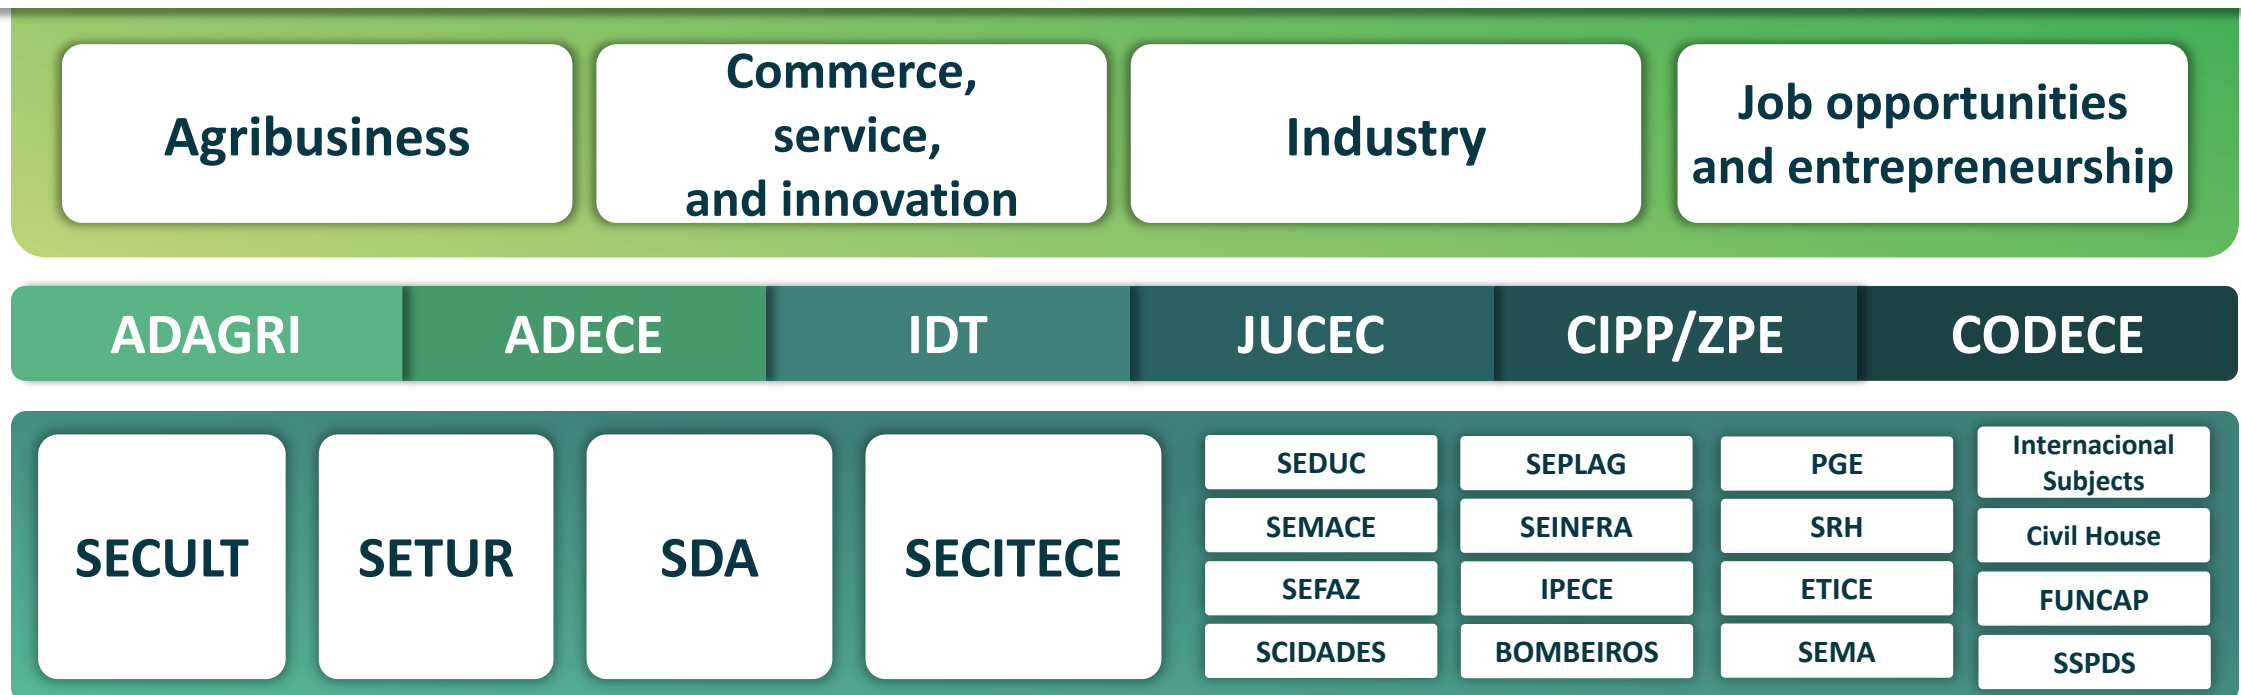 Agribusiness
Commerce,
service,
and innovation
Industry
Job opportunities
and entrepreneurship
ADAGRI
ADECE
IDT
JUCEC
CIPP/ZPE
CODECE
SECULT
SETUR
SDA
SECITECE
SEDUC
SEMACE
SEFAZ
SCIDADES
SEPLAG
SEINFRA
IPECE
BOMBEIROS
PGE
SRH
ETICE
SEMA
Internacional
Subjects
Civil House
FUNCAP
SSPDS